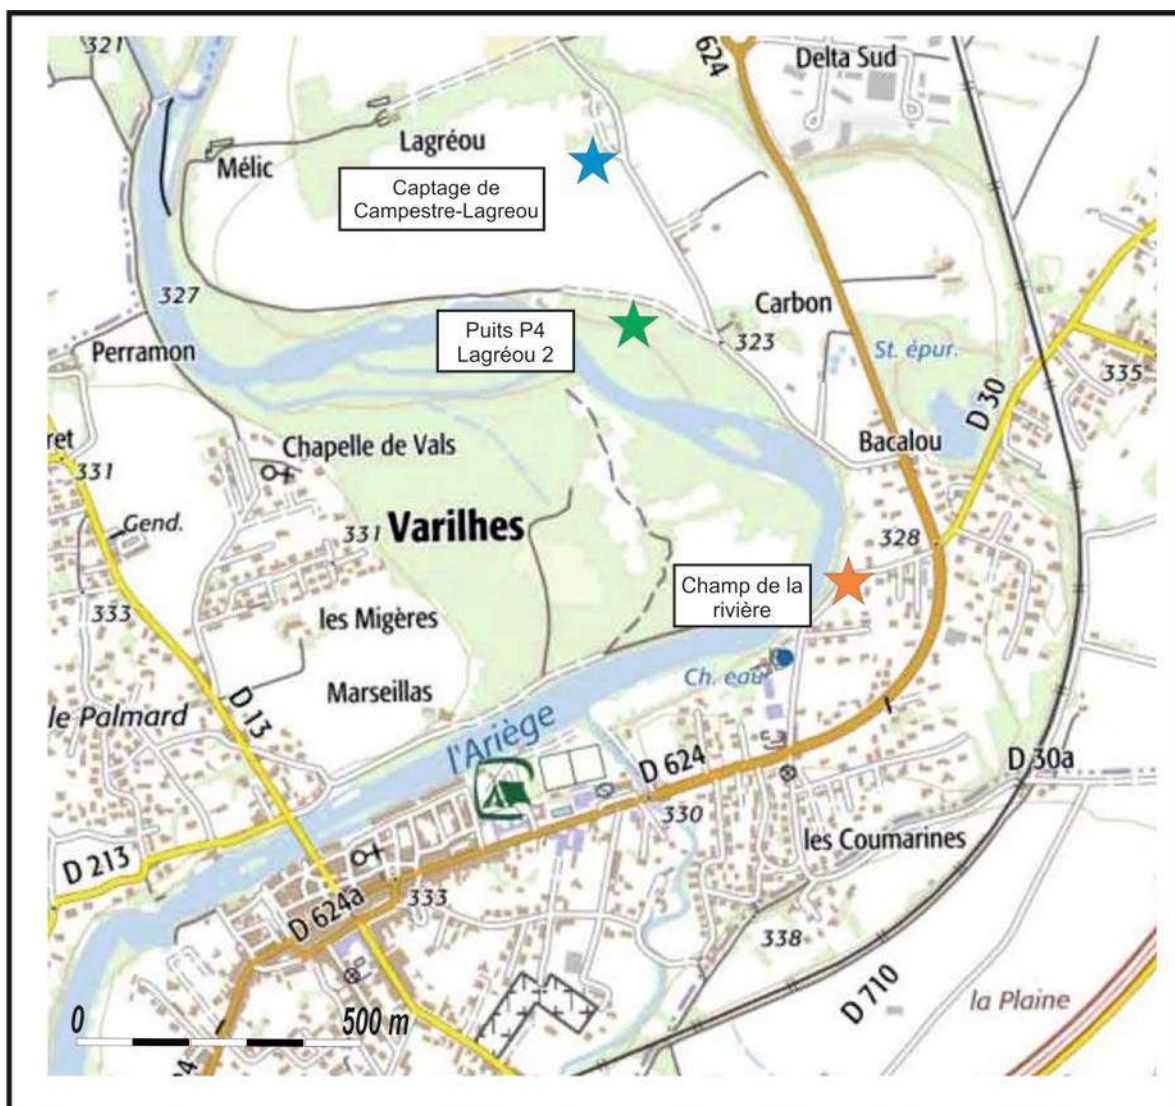 321
624
Delta Sud
Lagréou
Mélic
Captage de
Campestre-Lagreou
327
Carbon
Puits P4
Lagréou 2
323
Perramon
St. épur.
335
D 30
ret
331
Chapelle de Vals
Bacalou
Gend.
331
Varilhes
328
Champ de la
rivière
333
les Migères
Ch. eau
Marseillas
le Palmard
D 13
l'Ariège
D 624
D 30a
330
les Coumarines
D 213
D 624a
333
338
D 710
la Plaine
0
500 m